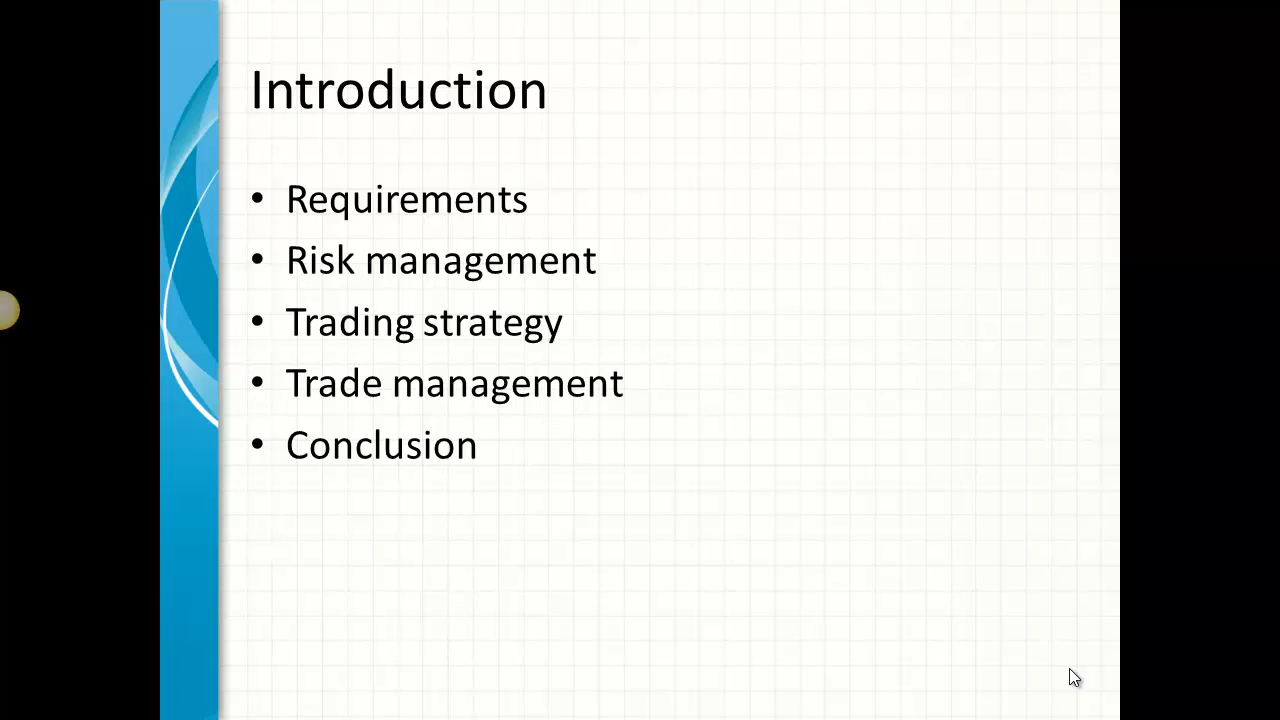 Introduction
• Requirements
• Risk management
• Trading strategy
• Trade management
• Conclusion